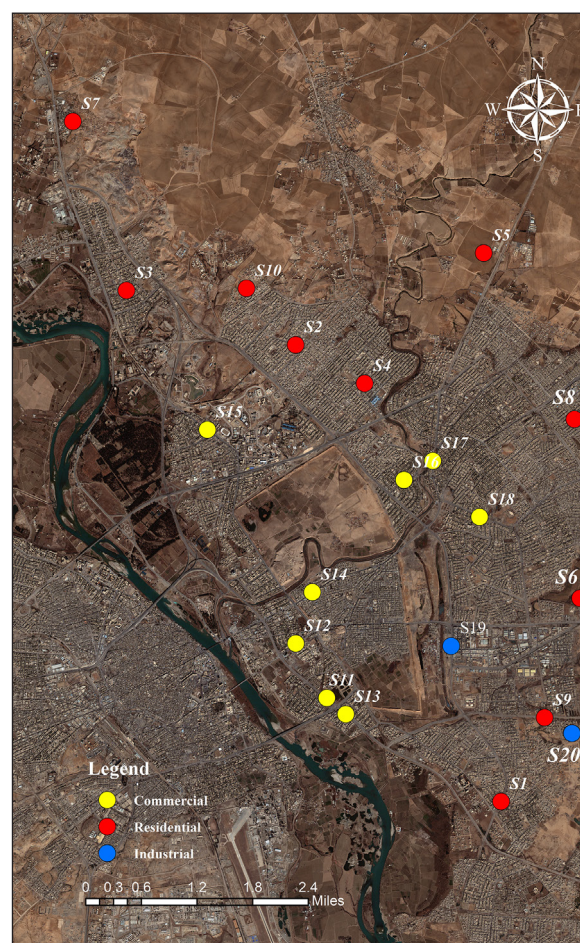 N
W
E
S
S7
S5
S3
S10
S2
S4
S8
S15
S17
S16
S18
S6
S14
S12
S19
S11
S13
S9
S20
S1
Legend
Commercial
Residential
Industrial
0 0.3 0.6 1.2 1.8 2.4
Miles